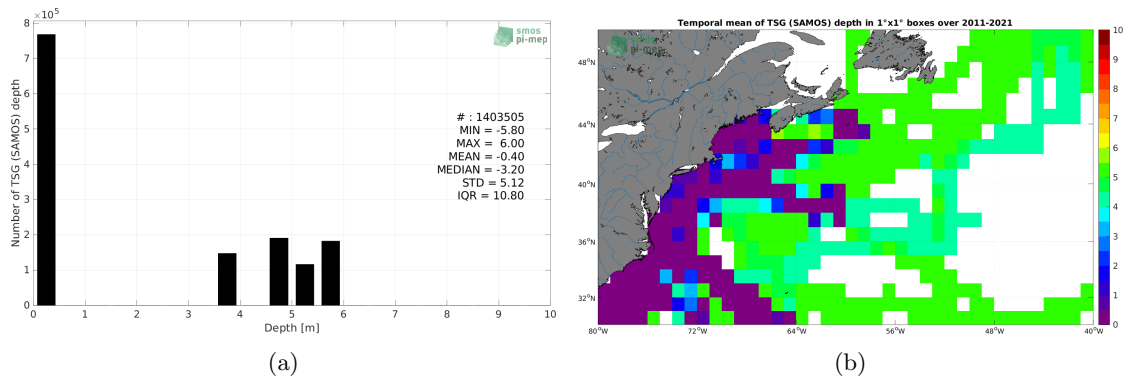 ×10⁵
8
7
6
5
4
3
2
1
0
Number of TSG (SAMOS) depth
smos
pi-mep
# : 1403505
MIN = -5.80
MAX = 6.00
MEAN = -0.40
MEDIAN = -3.20
STD = 5.12
IQR = 10.80
0 1 2 3 4 5 6 7 8 9 10
Depth [m]
(a)
Temporal mean of TSG (SAMOS) depth in 1°x1° boxes over 2011-2021
smos
pi-mep
48°N
44°N
40°N
36°N
32°N
80°W 72°W 64°W 56°W 48°W 40°W
10
9
8
7
6
5
4
3
2
1
0
(b)